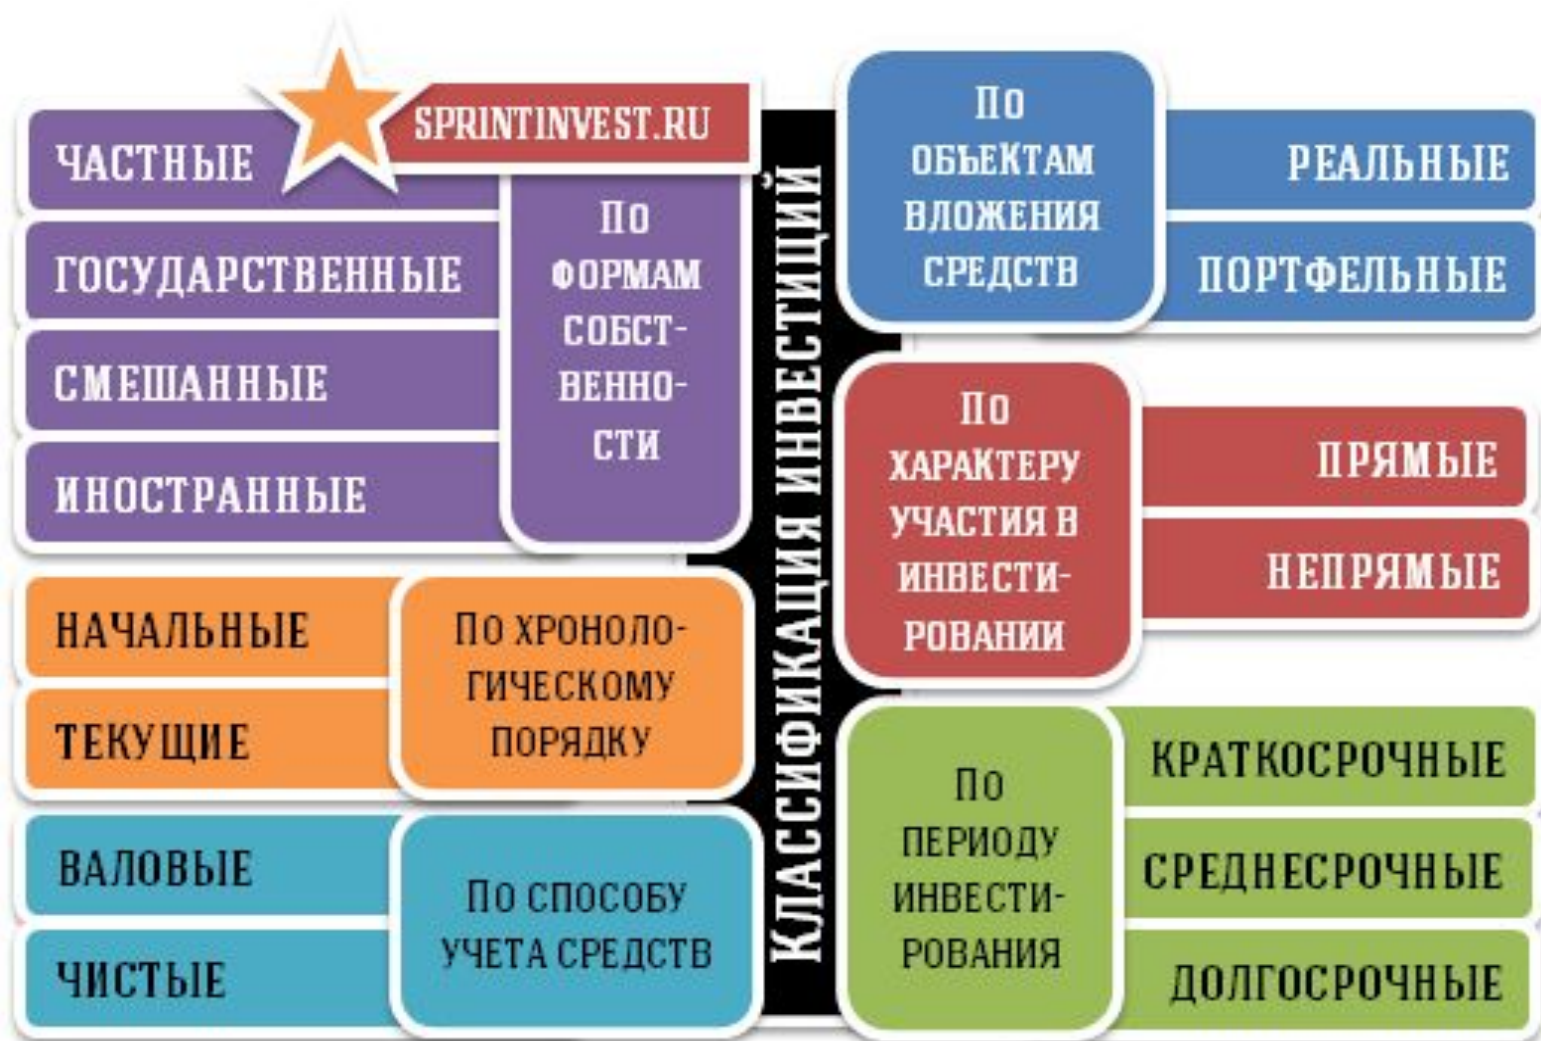 SPRINTINVEST.RU
КЛАССИФИКАЦИЯ ИНВЕСТИЦИЙ
ПО
ФОРМАМ
СОБСТ-
ВЕННО-
СТИ
ЧАСТНЫЕ
ГОСУДАРСТВЕННЫЕ
СМЕШАННЫЕ
ИНОСТРАННЫЕ
ПО ХРОНОЛО-
ГИЧЕСКОМУ
ПОРЯДКУ
НАЧАЛЬНЫЕ
ТЕКУЩИЕ
ПО СПОСОБУ
УЧЕТА СРЕДСТВ
ВАЛОВЫЕ
ЧИСТЫЕ
ПО
ОБЪЕКТАМ
ВЛОЖЕНИЯ
СРЕДСТВ
РЕАЛЬНЫЕ
ПОРТФЕЛЬНЫЕ
ПО
ХАРАКТЕРУ
УЧАСТИЯ В
ИНВЕСТИ-
РОВАНИИ
ПРЯМЫЕ
НЕПРЯМЫЕ
ПО
ПЕРИОДУ
ИНВЕСТИ-
РОВАНИЯ
КРАТКОСРОЧНЫЕ
СРЕДНЕСРОЧНЫЕ
ДОЛГОСРОЧНЫЕ